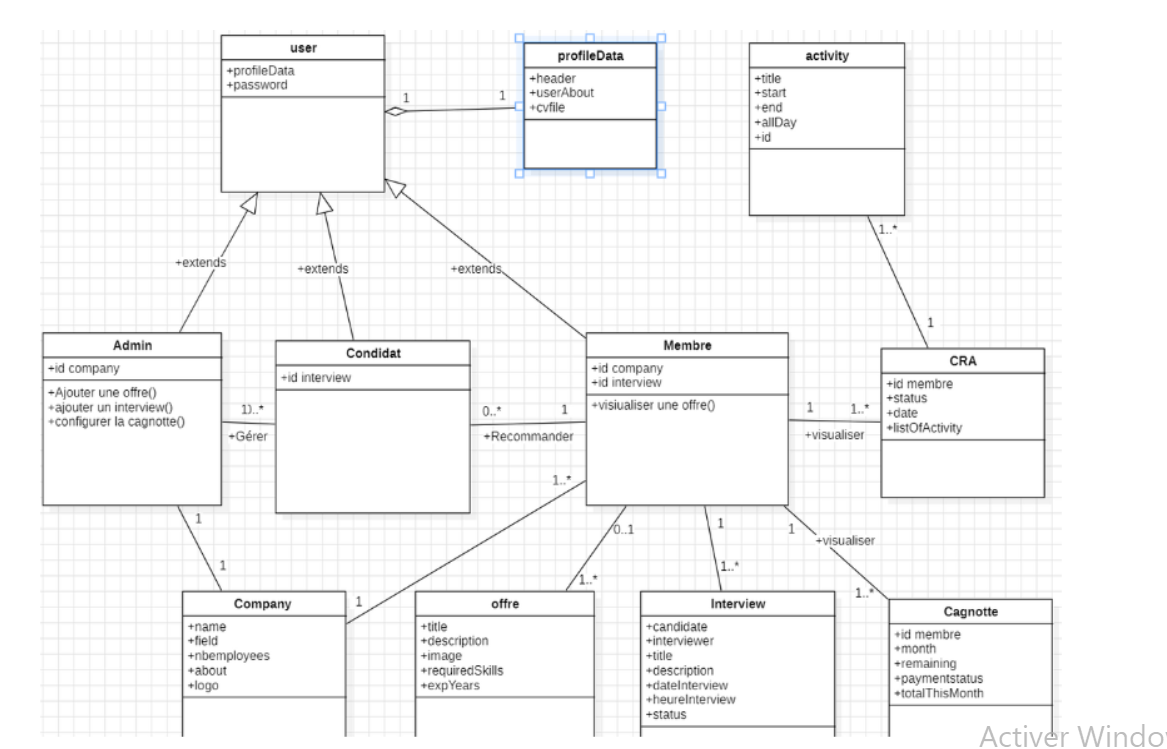 user
+profileData
+password
1
1
profileData
+header
+userAbout
+cvfile
activity
+title
+start
+end
+allDay
+id
1..*
1
+extends
+extends
+extends
Admin
+id company
+Ajouter une offre()
+ajouter un interview()
+configurer la cagnotte()
+Gérer
Condidat
+id interview
0..*
1
+Recommander
Membre
+id company
+id interview
+visiualiser une offre()
1
1..*
+visualiser
CRA
+id membre
+status
+date
+listOfActivity
1
1
1..*
1
0..1
1..*
1
1..*
1
+visualiser
1..*
Company
+name
+field
+nbemployees
+about
+logo
offre
+title
+description
+image
+requiredSkills
+expYears
Interview
+candidate
+interviewer
+title
+description
+dateInterview
+heureInterview
+status
Cagnotte
+id membre
+month
+remaining
+paymentstatus
+totalThisMonth
Activer Windo